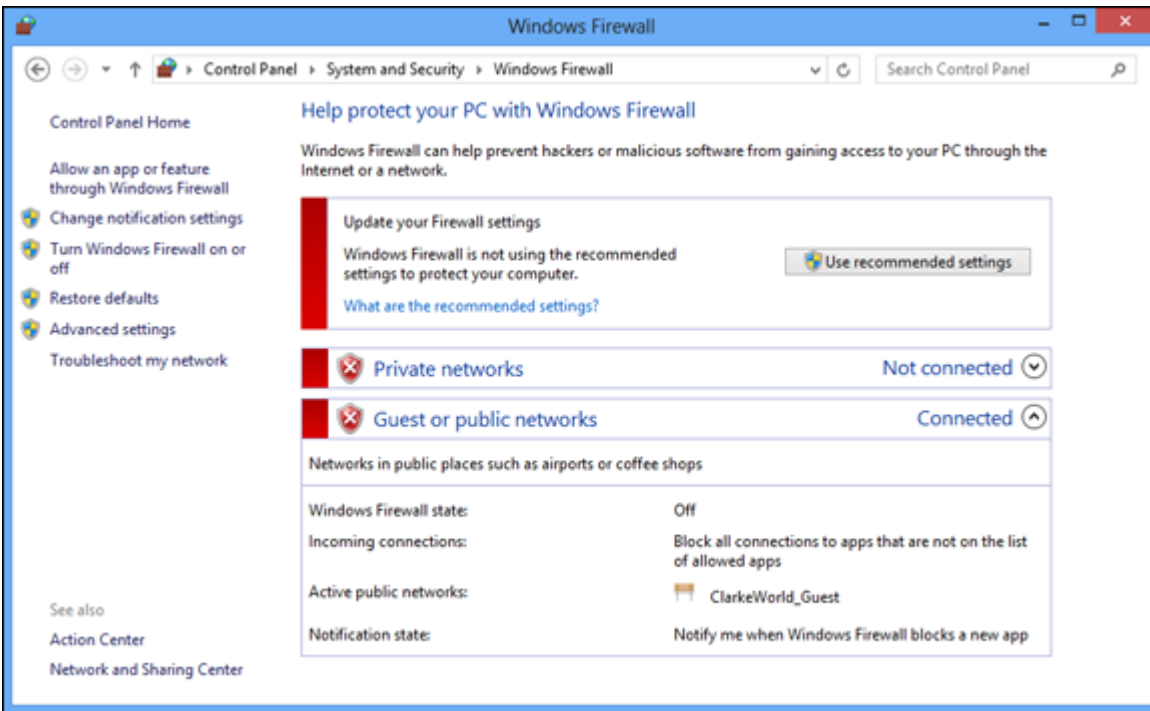 Windows Firewall
Control Panel
System and Security
Windows Firewall
Search Control Panel
Control Panel Home
Allow an app or feature
through Windows Firewall
Change notification settings
Turn Windows Firewall on or
off
Restore defaults
Advanced settings
Troubleshoot my network
See also
Action Center
Network and Sharing Center
Help protect your PC with Windows Firewall
Windows Firewall can help prevent hackers or malicious software from gaining access to your PC through the
Internet or a network.
Update your Firewall settings
Windows Firewall is not using the recommended
settings to protect your computer.
What are the recommended settings?
Use recommended settings
Private networks Not connected
Guest or public networks Connected
Networks in public places such as airports or coffee shops
Windows Firewall state: Off
Incoming connections: Block all connections to apps that are not on the list
of allowed apps
Active public networks: ClarkeWorld_Guest
Notification state: Notify me when Windows Firewall blocks a new app